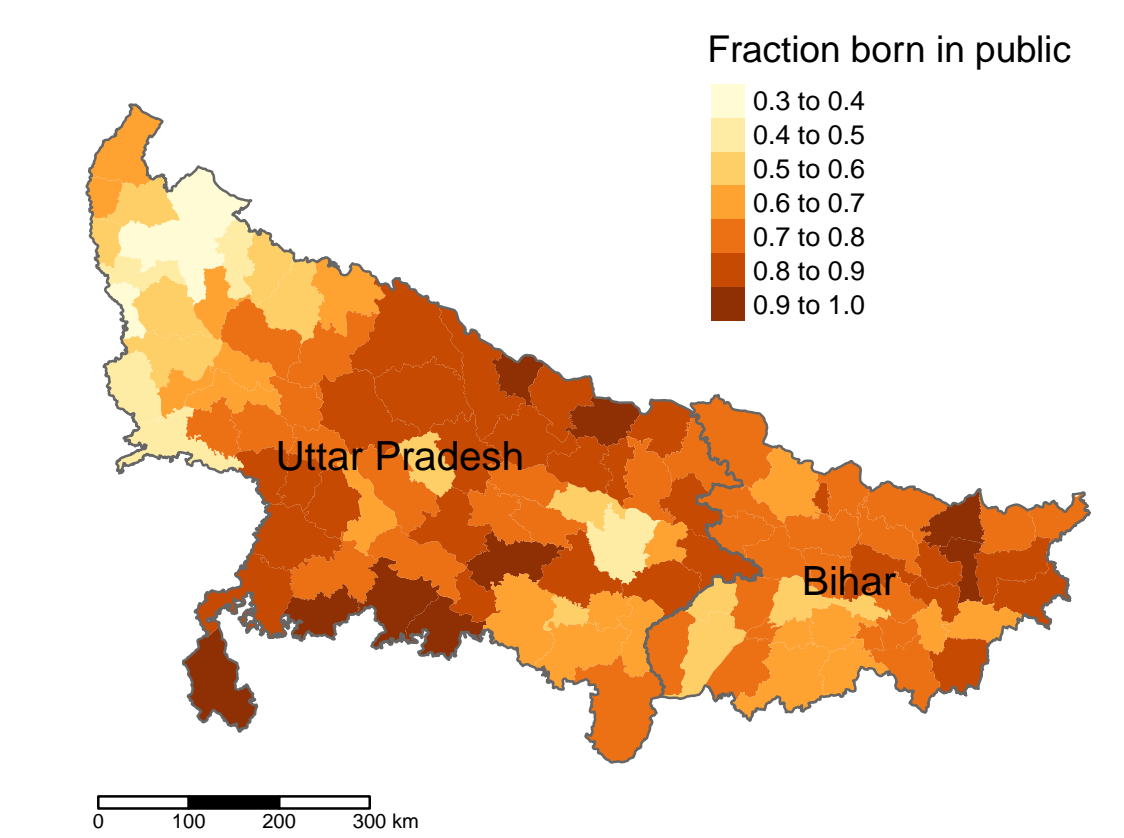 Fraction born in public
0.3 to 0.4
0.4 to 0.5
0.5 to 0.6
0.6 to 0.7
0.7 to 0.8
0.8 to 0.9
0.9 to 1.0
Uttar Pradesh
Bihar
0 100 200 300 km